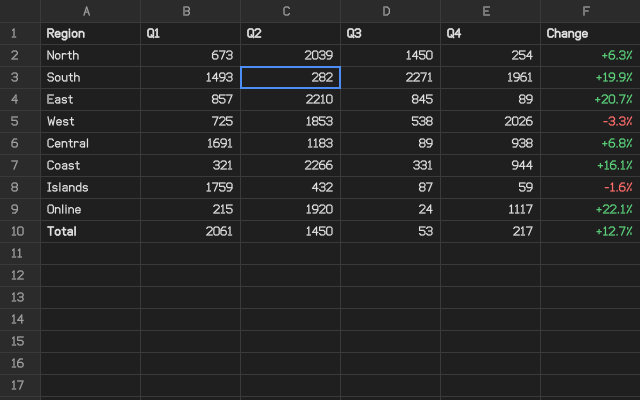 A B C D E F
1 Region Q1 Q2 Q3 Q4 Change
2 North 673 2039 1450 254 +6.3%
3 South 1493 282 2271 1961 +19.9%
4 East 857 2210 845 89 +20.7%
5 West 725 1853 538 2026 -3.3%
6 Central 1691 1183 89 938 +6.8%
7 Coast 321 2266 331 944 +16.1%
8 Islands 1759 432 87 59 -1.6%
9 Online 215 1920 24 1117 +22.1%
10 Total 2061 1450 53 217 +12.7%
11
12
13
14
15
16
17